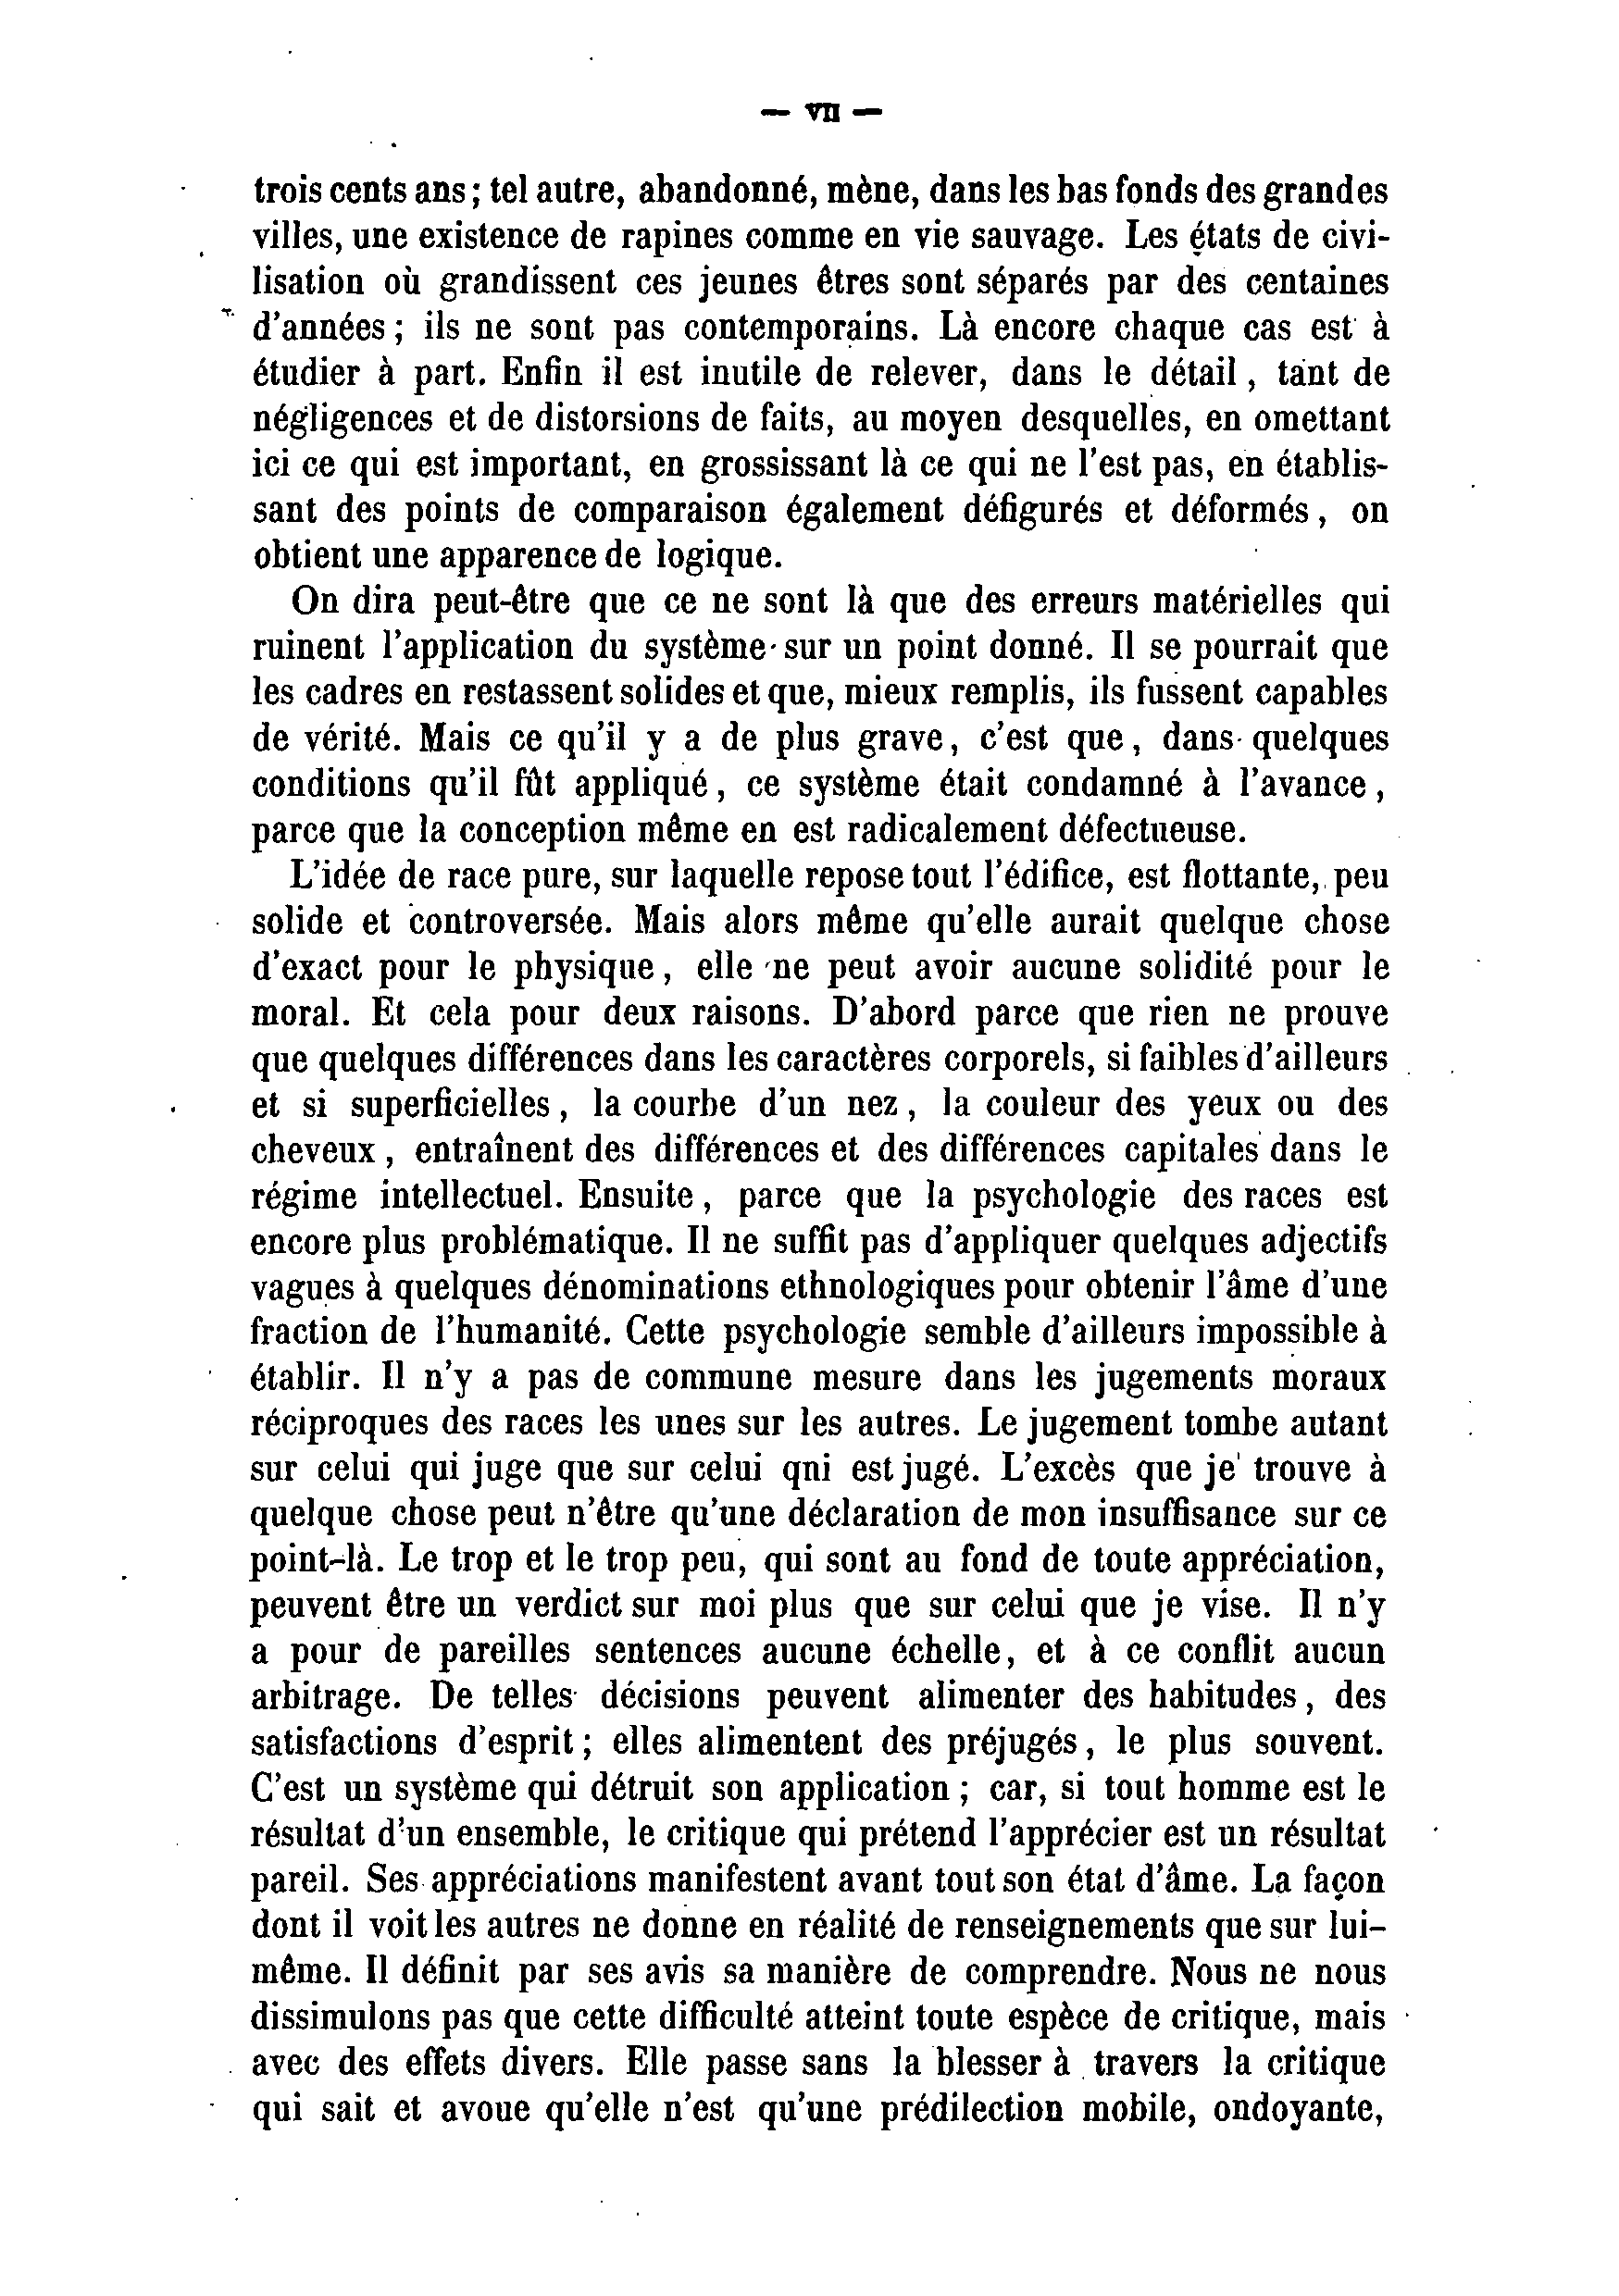 — VII —
trois cents ans ; tel autre, abandonné, mène, dans les bas fonds des grandes
villes, une existence de rapines comme en vie sauvage. Les états de civi-
lisation où grandissent ces jeunes êtres sont séparés par des centaines
d'années ; ils ne sont pas contemporains. Là encore chaque cas est à
étudier à part. Enfin il est inutile de relever, dans le détail, tant de
négligences et de distorsions de faits, au moyen desquelles, en omettant
ici ce qui est important, en grossissant là ce qui ne l'est pas, en établis-
sant des points de comparaison également défigurés et déformés, on
obtient une apparence de logique.
On dira peut-être que ce ne sont là que des erreurs matérielles qui
ruinent l'application du système sur un point donné. Il se pourrait que
les cadres en restassent solides et que, mieux remplis, ils fussent capables
de vérité. Mais ce qu'il y a de plus grave, c'est que, dans quelques
conditions qu'il fût appliqué, ce système était condamné à l'avance,
parce que la conception même en est radicalement défectueuse.
L'idée de race pure, sur laquelle repose tout l'édifice, est flottante, peu
solide et controversée. Mais alors même qu'elle aurait quelque chose
d'exact pour le physique, elle ne peut avoir aucune solidité pour le
moral. Et cela pour deux raisons. D'abord parce que rien ne prouve
que quelques différences dans les caractères corporels, si faibles d'ailleurs
et si superficielles, la courbe d'un nez, la couleur des yeux ou des
cheveux, entraînent des différences et des différences capitales dans le
régime intellectuel. Ensuite, parce que la psychologie des races est
encore plus problématique. Il ne suffit pas d'appliquer quelques adjectifs
vagues à quelques dénominations ethnologiques pour obtenir l'âme d'une
fraction de l'humanité. Cette psychologie semble d'ailleurs impossible à
établir. Il n'y a pas de commune mesure dans les jugements moraux
réciproques des races les unes sur les autres. Le jugement tombe autant
sur celui qui juge que sur celui qni est jugé. L'excès que je trouve à
quelque chose peut n'être qu'une déclaration de mon insuffisance sur ce
point-là. Le trop et le trop peu, qui sont au fond de toute appréciation,
peuvent être un verdict sur moi plus que sur celui que je vise. Il n'y
a pour de pareilles sentences aucune échelle, et à ce conflit aucun
arbitrage. De telles décisions peuvent alimenter des habitudes, des
satisfactions d'esprit ; elles alimentent des préjugés, le plus souvent.
C'est un système qui détruit son application ; car, si tout homme est le
résultat d'un ensemble, le critique qui prétend l'apprécier est un résultat
pareil. Ses appréciations manifestent avant tout son état d'âme. La façon
dont il voit les autres ne donne en réalité de renseignements que sur lui-
même. Il définit par ses avis sa manière de comprendre. Nous ne nous
dissimulons pas que cette difficulté atteint toute espèce de critique, mais
avec des effets divers. Elle passe sans la blesser à travers la critique
qui sait et avoue qu'elle n'est qu'une prédilection mobile, ondoyante,